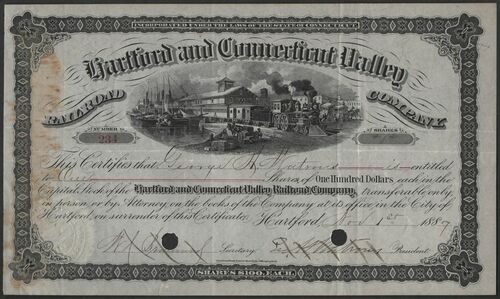 INCORPORATED UNDER THE LAWS OF THE STATE OF CONNECTICUT.
Hartford and Connecticut Valley
RAILROAD COMPANY
NUMBER
234
SHARES
This Certifies that George H. Watrous is entitled
to One Shares of One Hundred Dollars each in the
Capital Stock of the Hartford and Connecticut Valley Railroad Company, transferable only
in person or by Attorney on the books of the Company at its office in the City of
Hartford, on surrender of this Certificate. Hartford, Nov 1st 1887
Secretary President
SHARES $100, EACH.